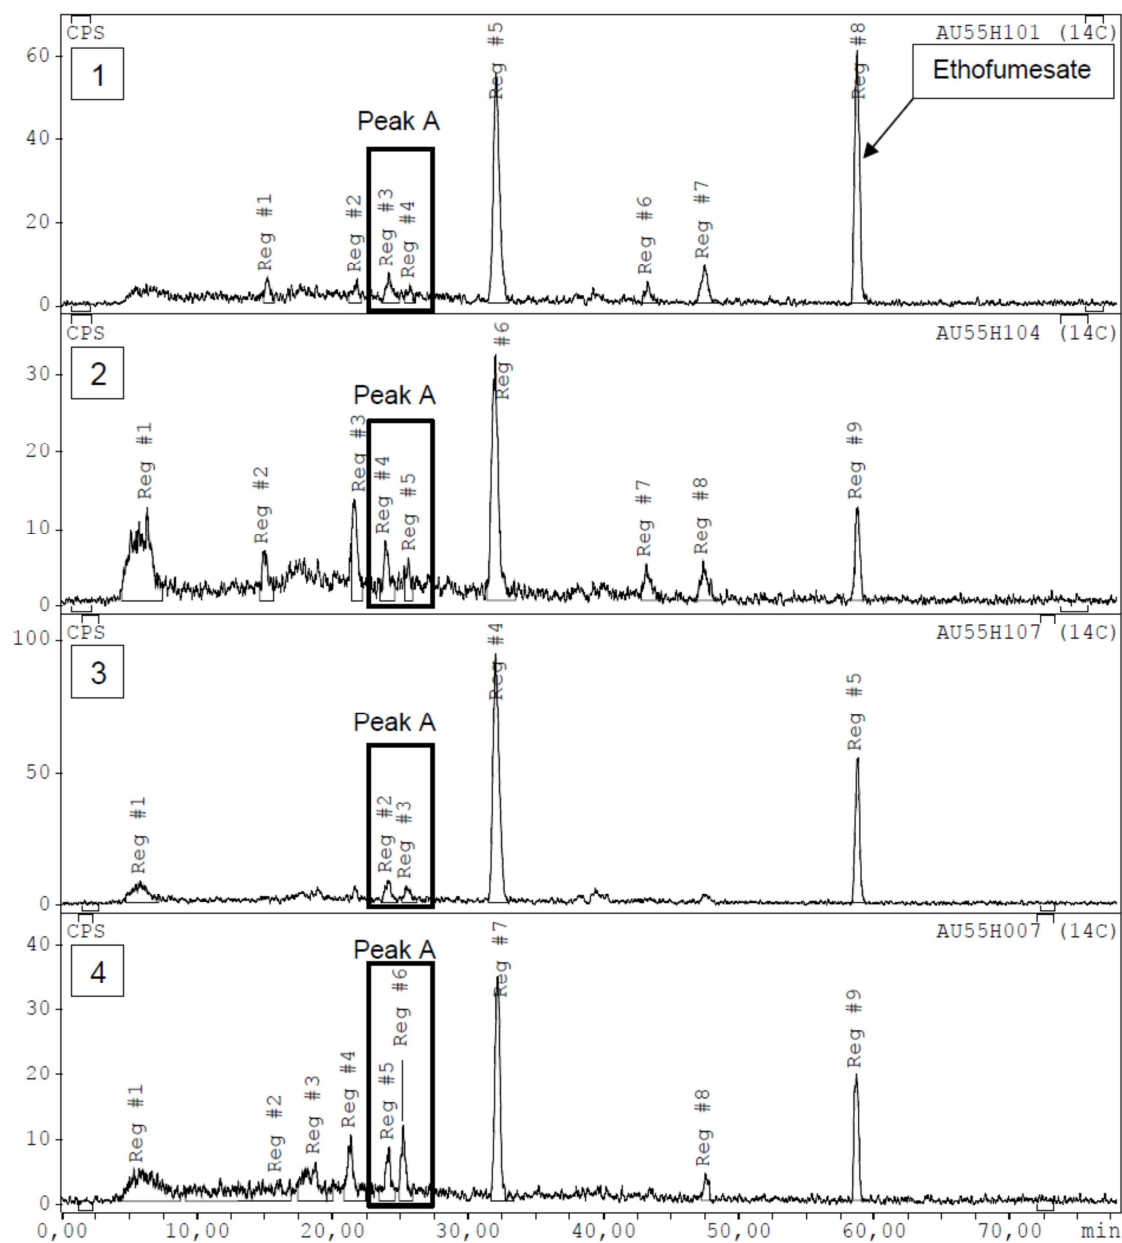 CPS
AU55H101 (14C)
1
Ethofumesate
Peak A
Reg #1
Reg #2
Reg #3
Reg #4
Reg #5
Reg #6
Reg #7
Reg #8
60
40
20
0
CPS
AU55H104 (14C)
2
Peak A
Reg #1
Reg #2
Reg #3
Reg #4
Reg #5
Reg #6
Reg #7
Reg #8
Reg #9
30
20
10
0
CPS
AU55H107 (14C)
3
Peak A
Reg #1
Reg #2
Reg #3
Reg #4
Reg #5
100
50
0
CPS
AU55H007 (14C)
4
Peak A
Reg #1
Reg #2
Reg #3
Reg #4
Reg #5
Reg #6
Reg #7
Reg #8
Reg #9
40
30
20
10
0
0,00 10,00 20,00 30,00 40,00 50,00 60,00 70,00 min